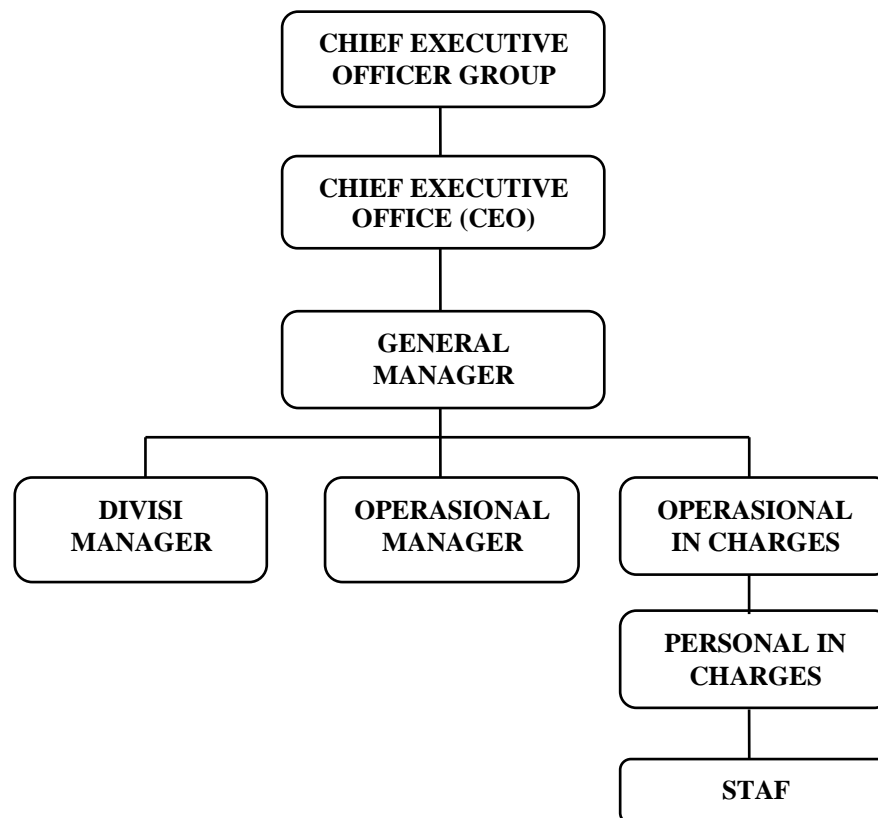 CHIEF EXECUTIVE
OFFICER GROUP
CHIEF EXECUTIVE
OFFICE (CEO)
GENERAL
MANAGER
DIVISI
MANAGER
OPERASIONAL
MANAGER
OPERASIONAL
IN CHARGES
PERSONAL IN
CHARGES
STAF